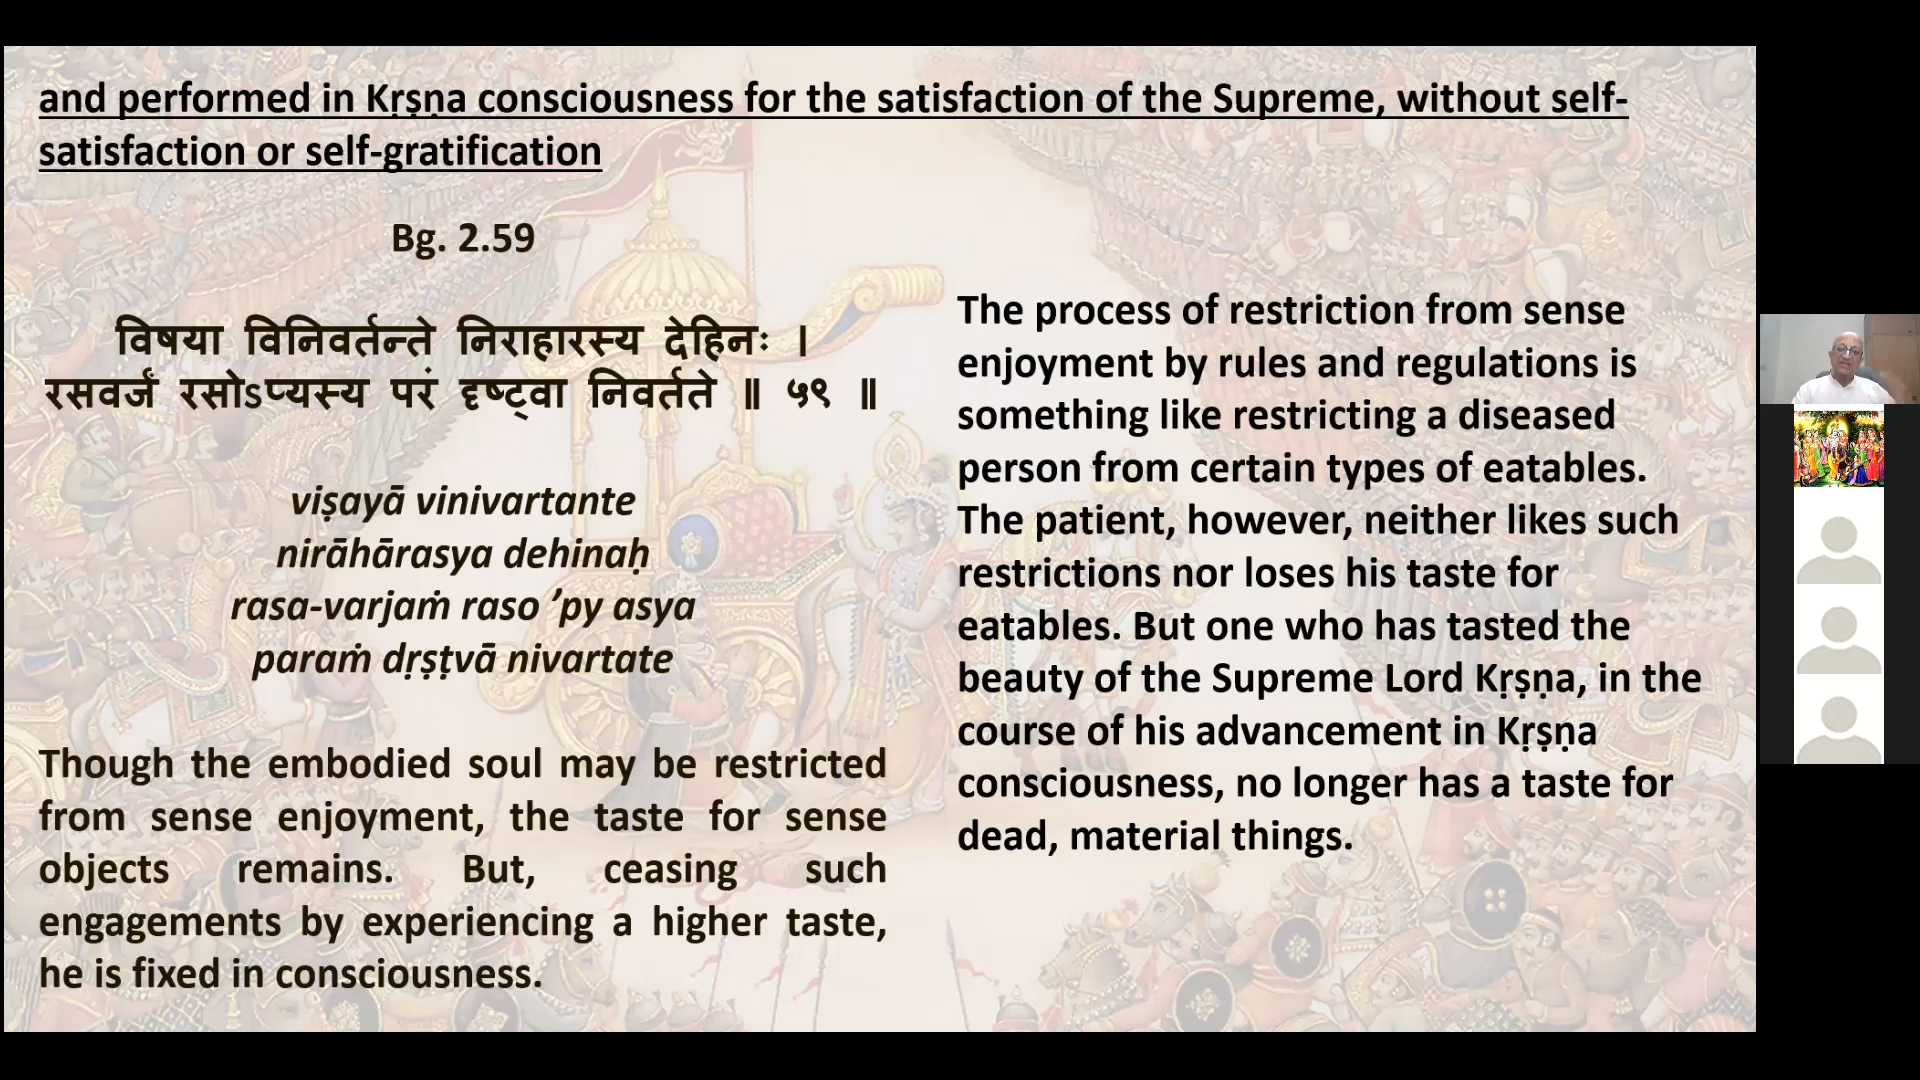 and performed in Kṛṣṇa consciousness for the satisfaction of the Supreme, without self-
satisfaction or self-gratification
Bg. 2.59
विषया विनिवर्तन्ते निराहारस्य देहिनः ।
रसवर्जं रसोऽप्यस्य परं दृष्ट्वा निवर्तते ॥ ५९ ॥
viṣayā vinivartante
nirāhārasya dehinaḥ
rasa-varjaṁ raso ’py asya
paraṁ dṛṣṭvā nivartate
Though the embodied soul may be restricted
from sense enjoyment, the taste for sense
objects remains. But, ceasing such
engagements by experiencing a higher taste,
he is fixed in consciousness.
The process of restriction from sense
enjoyment by rules and regulations is
something like restricting a diseased
person from certain types of eatables.
The patient, however, neither likes such
restrictions nor loses his taste for
eatables. But one who has tasted the
beauty of the Supreme Lord Kṛṣṇa, in the
course of his advancement in Kṛṣṇa
consciousness, no longer has a taste for
dead, material things.